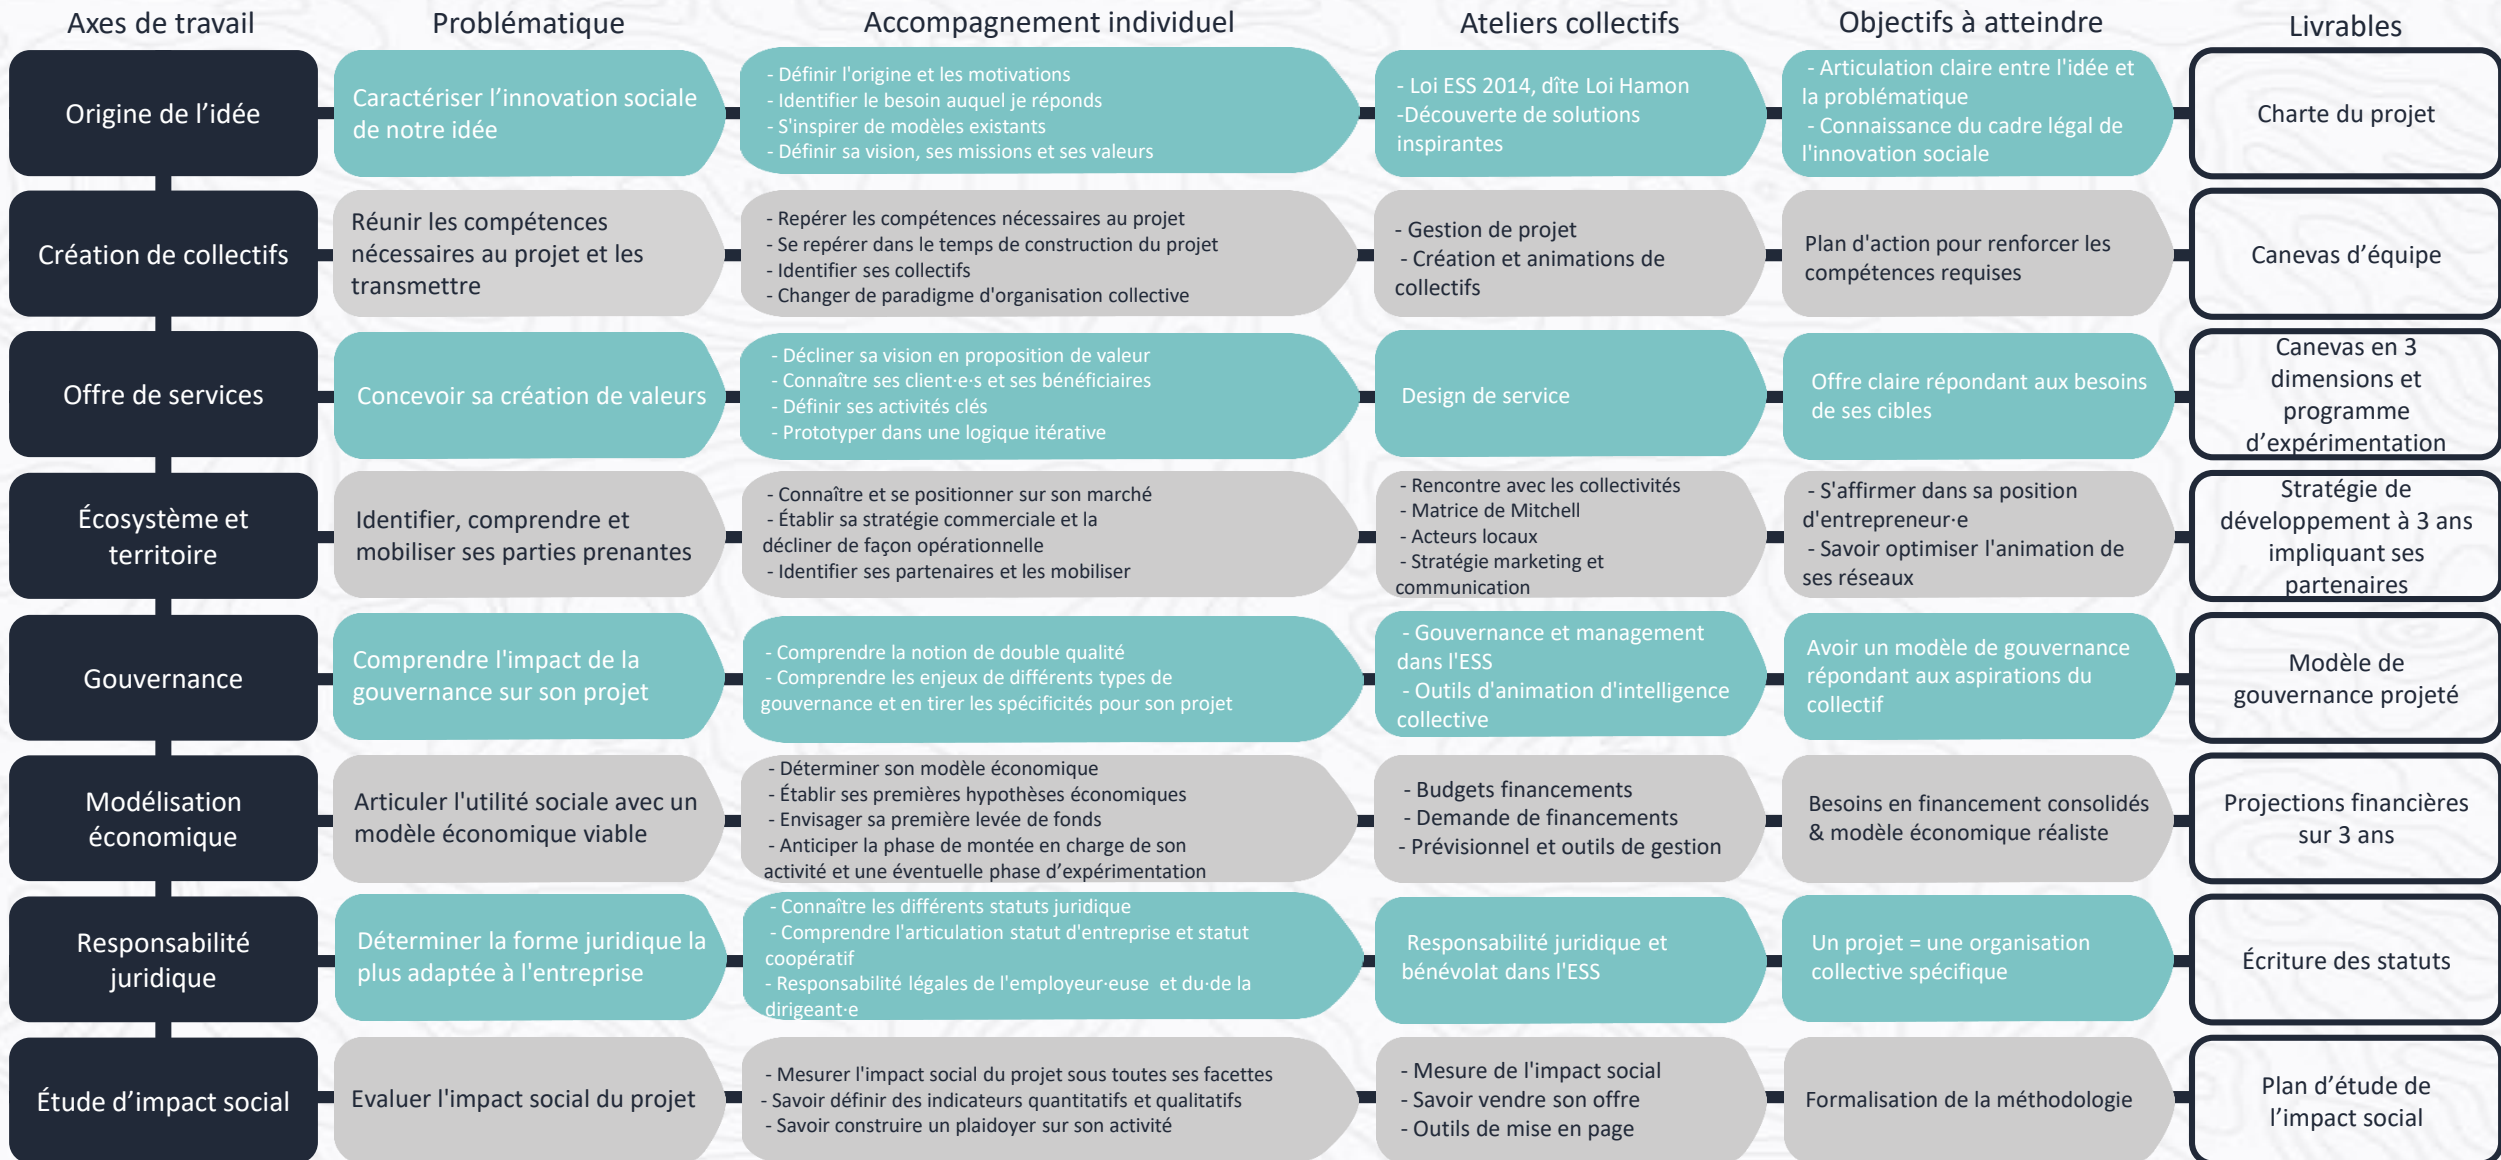 Axes de travail
Problématique
Accompagnement individuel
Ateliers collectifs
Objectifs à atteindre
Livrables
Origine de l’idée
Caractériser l’innovation sociale
de notre idée
- Définir l'origine et les motivations
- Identifier le besoin auquel je réponds
- S'inspirer de modèles existants
- Définir sa vision, ses missions et ses valeurs
- Loi ESS 2014, dîte Loi Hamon
-Découverte de solutions
inspirantes
- Articulation claire entre l'idée et
la problématique
- Connaissance du cadre légal de
l'innovation sociale
Charte du projet
Création de collectifs
Réunir les compétences
nécessaires au projet et les
transmettre
- Repérer les compétences nécessaires au projet
- Se repérer dans le temps de construction du projet
- Identifier ses collectifs
- Changer de paradigme d'organisation collective
- Gestion de projet
- Création et animations de
collectifs
Plan d'action pour renforcer les
compétences requises
Canevas d’équipe
Offre de services
Concevoir sa création de valeurs
- Décliner sa vision en proposition de valeur
- Connaître ses client·e·s et ses bénéficiaires
- Définir ses activités clés
- Prototyper dans une logique itérative
Design de service
Offre claire répondant aux besoins
de ses cibles
Canevas en 3
dimensions et
programme
d’expérimentation
Écosystème et
territoire
Identifier, comprendre et
mobiliser ses parties prenantes
- Connaître et se positionner sur son marché
- Établir sa stratégie commerciale et la
décliner de façon opérationnelle
- Identifier ses partenaires et les mobiliser
- Rencontre avec les collectivités
- Matrice de Mitchell
- Acteurs locaux
- Stratégie marketing et
communication
- S'affirmer dans sa position
d'entrepreneur·e
- Savoir optimiser l'animation de
ses réseaux
Stratégie de
développement à 3 ans
impliquant ses
partenaires
Gouvernance
Comprendre l'impact de la
gouvernance sur son projet
- Comprendre la notion de double qualité
- Comprendre les enjeux de différents types de
gouvernance et en tirer les spécificités pour son projet
- Gouvernance et management
dans l'ESS
- Outils d'animation d'intelligence
collective
Avoir un modèle de gouvernance
répondant aux aspirations du
collectif
Modèle de
gouvernance projeté
Modélisation
économique
Articuler l'utilité sociale avec un
modèle économique viable
- Déterminer son modèle économique
- Établir ses premières hypothèses économiques
- Envisager sa première levée de fonds
- Anticiper la phase de montée en charge de son
activité et une éventuelle phase d’expérimentation
- Budgets financements
- Demande de financements
- Prévisionnel et outils de gestion
Besoins en financement consolidés
& modèle économique réaliste
Projections financières
sur 3 ans
Responsabilité
juridique
Déterminer la forme juridique la
plus adaptée à l'entreprise
- Connaître les différents statuts juridique
- Comprendre l'articulation statut d'entreprise et statut
coopératif
- Responsabilité légales de l'employeur·euse et du·de la
dirigeant·e
Responsabilité juridique et
bénévolat dans l'ESS
Un projet = une organisation
collective spécifique
Écriture des statuts
Étude d’impact social
Evaluer l'impact social du projet
- Mesurer l'impact social du projet sous toutes ses facettes
- Savoir définir des indicateurs quantitatifs et qualitatifs
- Savoir construire un plaidoyer sur son activité
- Mesure de l'impact social
- Savoir vendre son offre
- Outils de mise en page
Formalisation de la méthodologie
Plan d’étude de
l’impact social